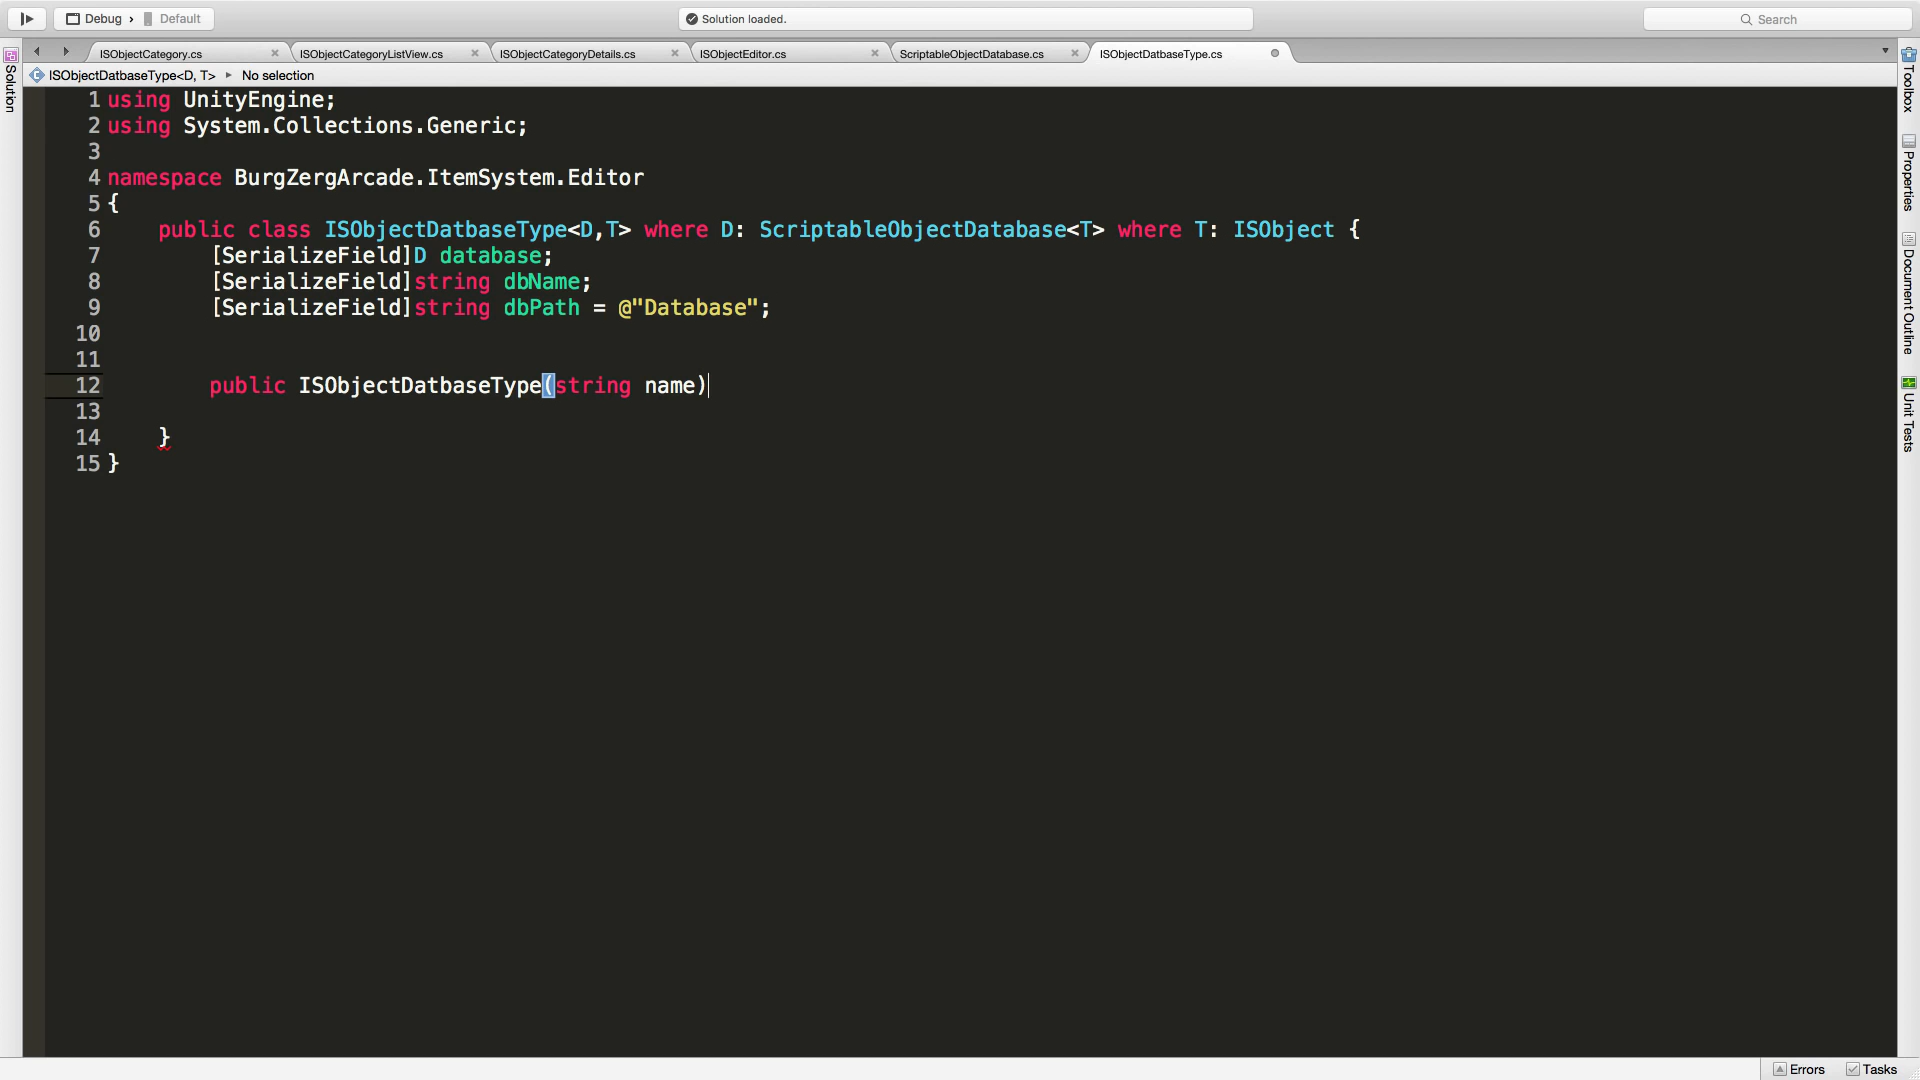 Debug › Default
Solution loaded.
Search
ISObjectCategory.cs
ISObjectCategoryListView.cs
ISObjectCategoryDetails.cs
ISObjectEditor.cs
ScriptableObjectDatabase.cs
ISObjectDatbaseType.cs
ISObjectDatbaseType<D, T> ▸ No selection
Solution
1 using UnityEngine;
2 using System.Collections.Generic;
3
4 namespace BurgZergArcade.ItemSystem.Editor
5 {
6 public class ISObjectDatbaseType<D,T> where D: ScriptableObjectDatabase<T> where T: ISObject {
7 [SerializeField]D database;
8 [SerializeField]string dbName;
9 [SerializeField]string dbPath = @"Database";
10
11
12 public ISObjectDatbaseType(string name)
13
14 }
15 }
Toolbox
Properties
Document Outline
Unit Tests
Errors
Tasks